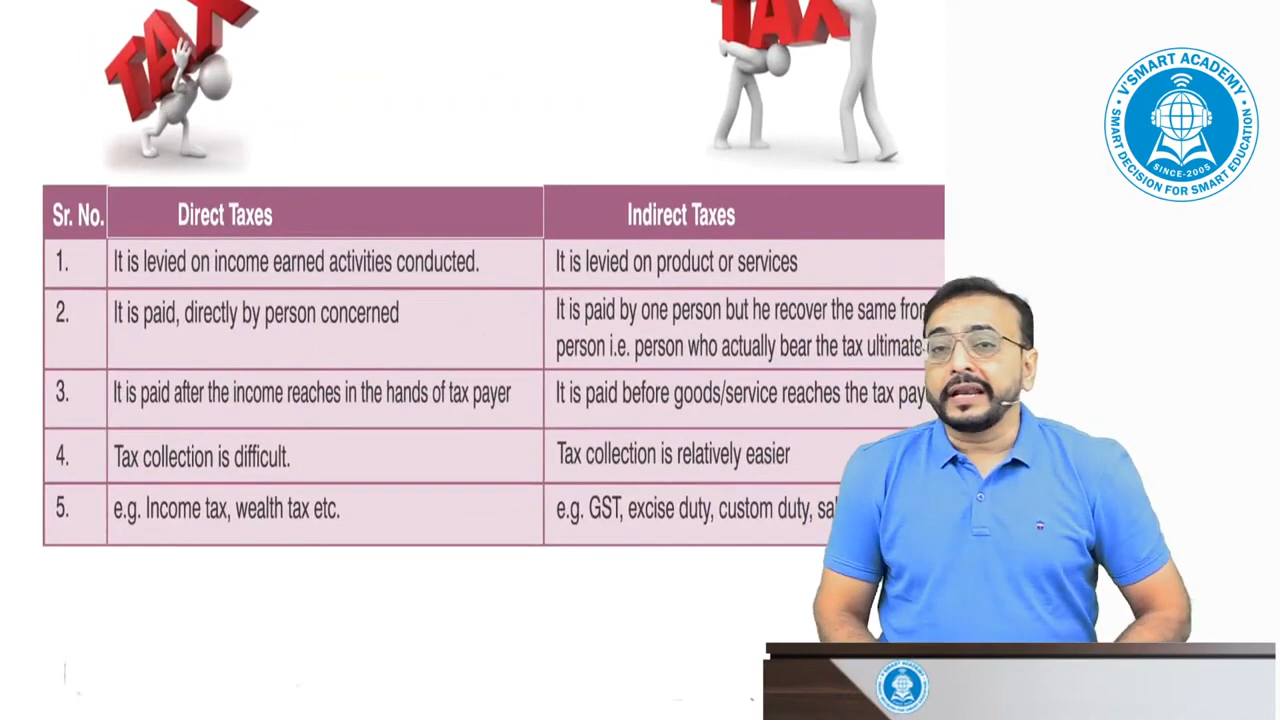 TAX
TAX
V'SMART ACADEMY
SMART DECISION FOR SMART EDUCATION
SINCE-2005
Sr. No. Direct Taxes Indirect Taxes
1. It is levied on income earned activities conducted. It is levied on product or services
2. It is paid, directly by person concerned It is paid by one person but he recover the same from
person i.e. person who actually bear the tax ultimate
3. It is paid after the income reaches in the hands of tax payer It is paid before goods/service reaches the tax pay
4. Tax collection is difficult. Tax collection is relatively easier
5. e.g. Income tax, wealth tax etc. e.g. GST, excise duty, custom duty,
V'SMART ACADEMY